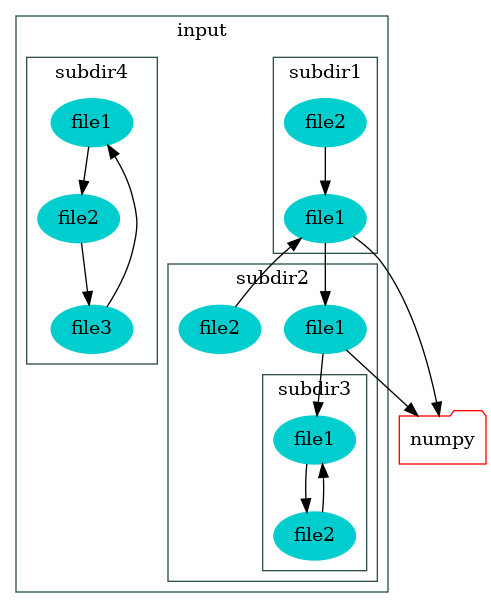 input
subdir4
file1
file2
file3
subdir1
file2
file1
subdir2
file2
file1
subdir3
file1
file2
numpy